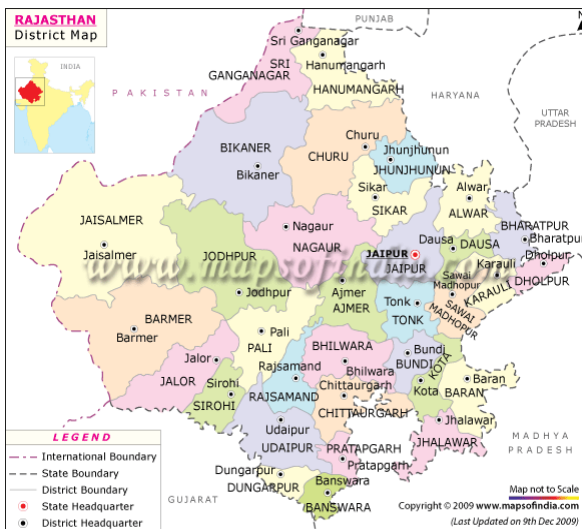 RAJASTHAN
District Map
PUNJAB
N
INDIA
PAKISTAN
HARYANA
UTTAR
PRADESH
Sri Ganganagar
SRI
GANGANAGAR
Hanumangarh
HANUMANGARH
BIKANER
Bikaner
Churu
CHURU
Jhunjhunun
JHUNJHUNUN
Sikar
SIKAR
Alwar
ALWAR
BHARATPUR
Bharatpur
JAISALMER
Jaisalmer
JODHPUR
Jodhpur
Nagaur
NAGAUR
JAIPUR
JAIPUR
Dausa
DAUSA
Dholpur
DHOLPUR
Karauli
KARAULI
Sawai
Madhopur
SAWAI
MADHOPUR
www.mapsofindia.com
Ajmer
AJMER
Tonk
TONK
BARMER
Barmer
Pali
PALI
BHILWARA
Bhilwara
Bundi
BUNDI
KOTA
Kota
Baran
BARAN
Jalor
JALOR
Sirohi
SIROHI
Rajsamand
RAJSAMAND
Chittaurgarh
CHITTAURGARH
Jhalawar
JHALAWAR
Udaipur
UDAIPUR
PRATAPGARH
Pratapgarh
Dungarpur
DUNGARPUR
Banswara
BANSWARA
GUJARAT
MADHYA
PRADESH
LEGEND
International Boundary
State Boundary
District Boundary
State Headquarter
District Headquarter
Map not to Scale
Copyright © 2009 www.mapsofindia.com
(Last Updated on 9th Dec 2009)